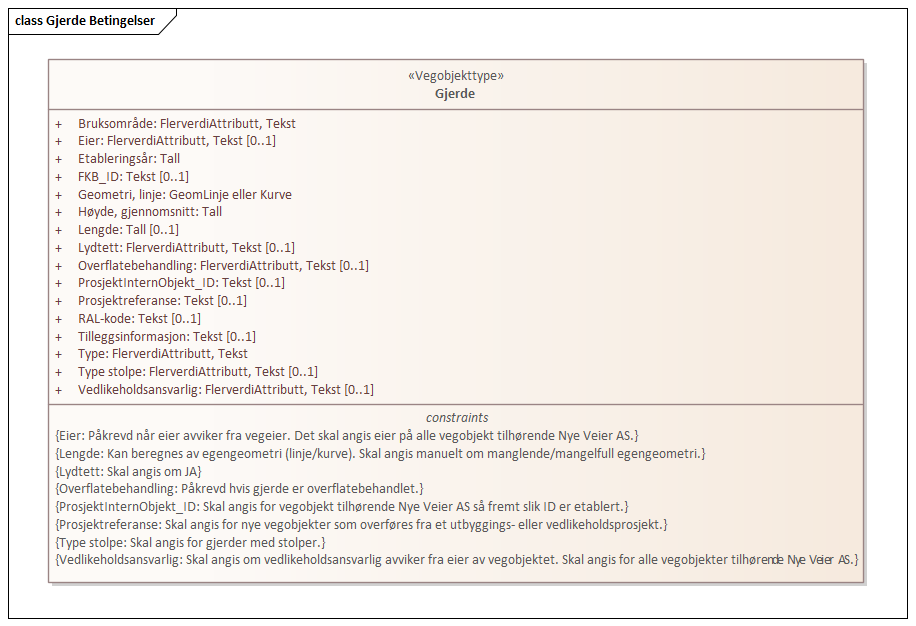 class Gjerde Betingelser
«Vegobjekttype»
Gjerde
+ Bruksområde: FlerverdiAttributt, Tekst
+ Eier: FlerverdiAttributt, Tekst [0..1]
+ Etableringsår: Tall
+ FKB_ID: Tekst [0..1]
+ Geometri, linje: GeomLinje eller Kurve
+ Høyde, gjennomsnitt: Tall
+ Lengde: Tall [0..1]
+ Lydtett: FlerverdiAttributt, Tekst [0..1]
+ Overflatebehandling: FlerverdiAttributt, Tekst [0..1]
+ ProsjektInternObjekt_ID: Tekst [0..1]
+ Prosjektreferanse: Tekst [0..1]
+ RAL-kode: Tekst [0..1]
+ Tilleggsinformasjon: Tekst [0..1]
+ Type: FlerverdiAttributt, Tekst
+ Type stolpe: FlerverdiAttributt, Tekst [0..1]
+ Vedlikeholdsansvarlig: FlerverdiAttributt, Tekst [0..1]
constraints
{Eier: Påkrevd når eier avviker fra vegeier. Det skal angis eier på alle vegobjekt tilhørende Nye Veier AS.}
{Lengde: Kan beregnes av egengeometri (linje/kurve). Skal angis manuelt om manglende/mangelfull egengeometri.}
{Lydtett: Skal angis om JA}
{Overflatebehandling: Påkrevd hvis gjerde er overflatebehandlet.}
{ProsjektInternObjekt_ID: Skal angis for vegobjekt tilhørende Nye Veier AS så fremt slik ID er etablert.}
{Prosjektreferanse: Skal angis for nye vegobjekter som overføres fra et utbyggings- eller vedlikeholdsprosjekt.}
{Type stolpe: Skal angis for gjerder med stolper.}
{Vedlikeholdsansvarlig: Skal angis om vedlikeholdsansvarlig avviker fra eier av vegobjektet. Skal angis for alle vegobjekter tilhørende Nye Veier AS.}